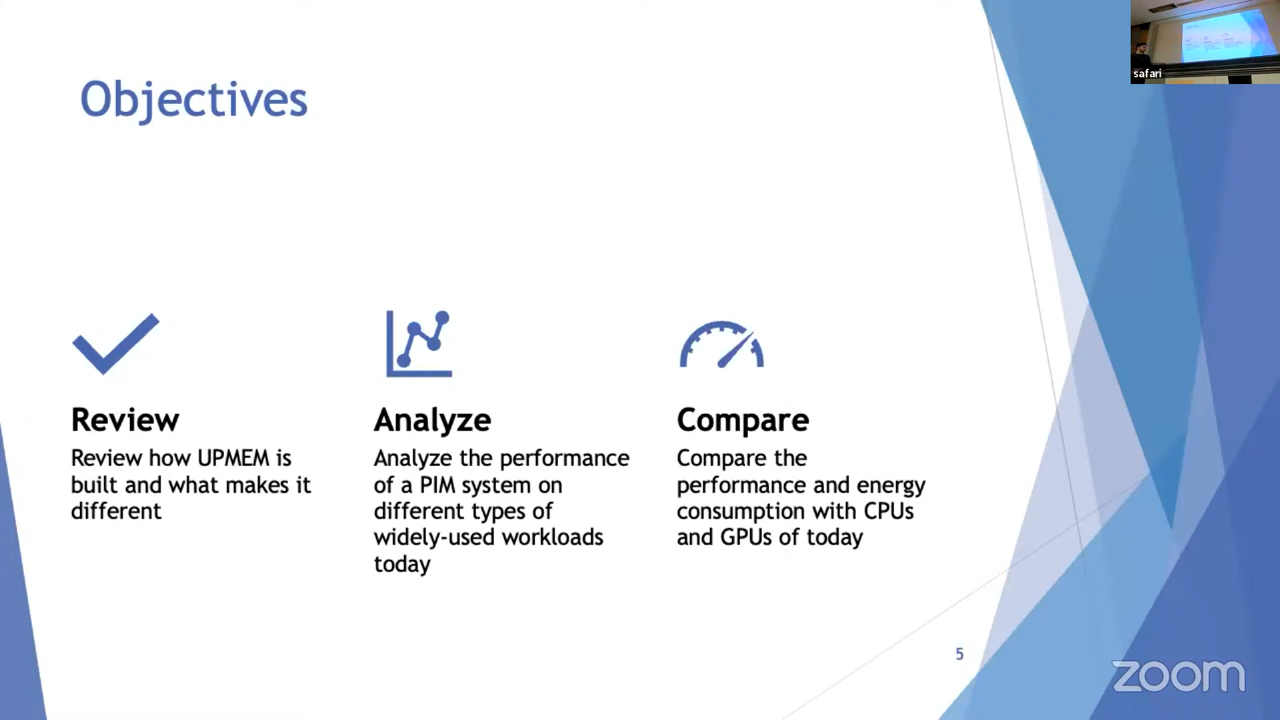 Objectives
safari
Review
Review how UPMEM is
built and what makes it
different
Analyze
Analyze the performance
of a PIM system on
different types of
widely-used workloads
today
Compare
Compare the
performance and energy
consumption with CPUs
and GPUs of today
5
zoom